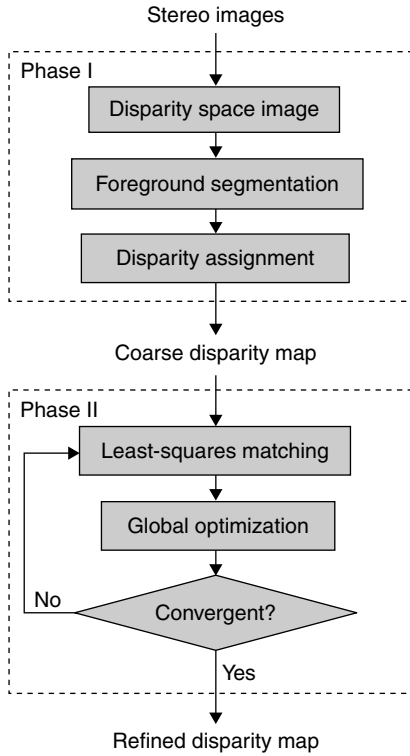 Stereo images
Phase I
Disparity space image
Foreground segmentation
Disparity assignment
Coarse disparity map
Phase II
Least-squares matching
Global optimization
No
Convergent?
Yes
Refined disparity map